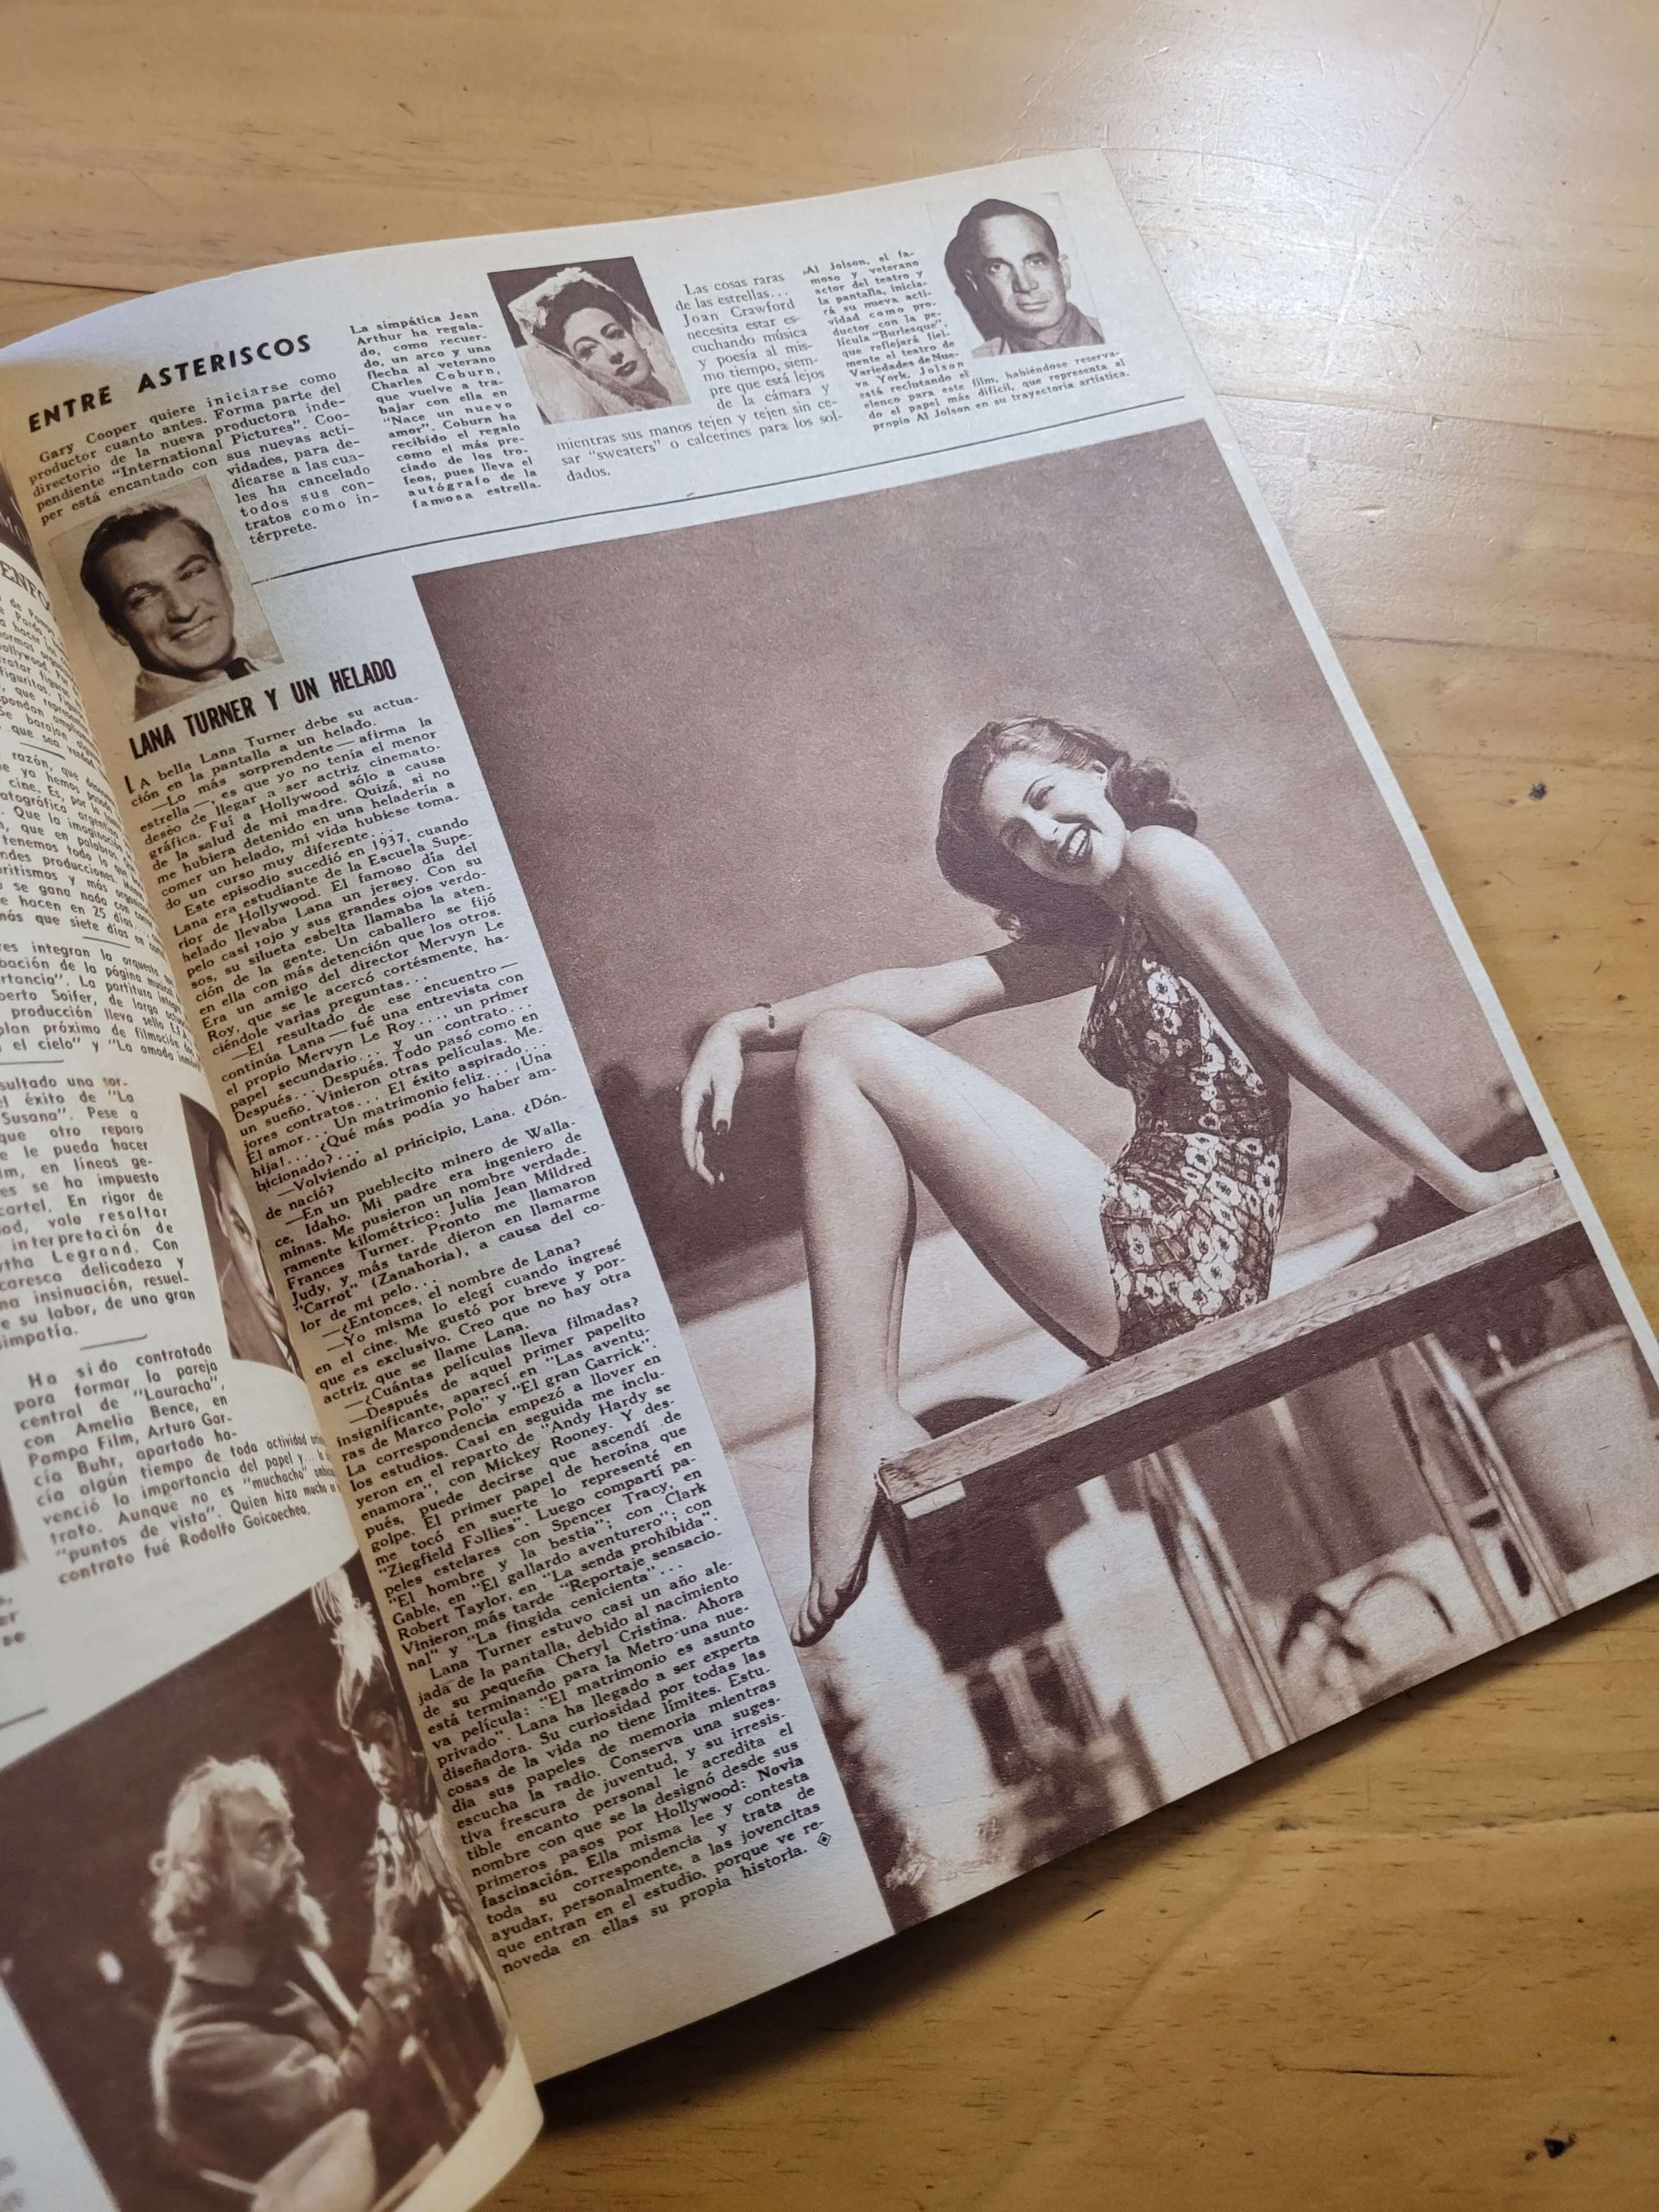 ENTRE ASTERISCOS
Gary Cooper quiere iniciarse como
productor cuanto antes. Forma parte del
directorio de la nueva productora inde-
pendiente "International Pictures". Coo-
per está encantado con sus nuevas acti-
vidades, para de-
dicarse a las cua-
les ha cancelado
todos sus con-
tratos como in-
térprete.
La simpática Jean
Arthur ha regala-
do, como recuer-
do, un arco y una
flecha al veterano
Charles Coburn,
que vuelve a tra-
bajar con ella en
"Nace un nuevo
amor". Coburn ha
recibido el regalo
como el más pre-
ciado de los tro-
feos, pues lleva el
autógrafo de la
famosa estrella.
Las cosas raras
de las estrellas...
Joan Crawford
necesita estar es-
cuchando música
y poesía al mis-
mo tiempo, siem-
pre que está lejos
de la cámara y
mientras sus manos tejen y tejen sin ce-
sar "sweaters" o calcetines para los sol-
dados.
Al Jolson, el fa-
moso y veterano
actor del teatro y
la pantalla, inicia-
rá su nueva acti-
vidad como pro-
ductor con la pe-
lícula "Burlesque",
que reflejará fiel-
mente el teatro de
Variedades de Nue-
va York. Jolson
está reclutando el
elenco para este film, habiéndose reserva-
do el papel más difícil, que representa al
propio Al Jolson en su trayectoria artística.
LANA TURNER Y UN HELADO
LA bella Lana Turner debe su actua-
ción en la pantalla a un helado.
—Lo más sorprendente—afirma la
estrella—, es que yo no tenía el menor
deseo de llegar a ser actriz cinemato-
gráfica. Fuí a Hollywood sólo a causa
de la salud de mi madre. Quizá, si no
me hubiera detenido en una heladería a
comer un helado, mi vida hubiese toma-
do un curso muy diferente...
Este episodio sucedió en 1937, cuando
Lana era estudiante de la Escuela Supe-
rior de Hollywood. El famoso día del
helado llevaba Lana un jersey. Con su
pelo casi rojo y sus grandes ojos verdo-
sos, su silueta esbelta llamaba la aten-
ción de la gente. Un caballero se fijó
en ella con más detención que los otros.
Era un amigo del director Mervyn Le
Roy, que se le acercó cortésmente, ha-
ciéndole varias preguntas...
—El resultado de ese encuentro—
continúa Lana—fué una entrevista con
el propio Mervyn Le Roy..., un primer
papel secundario... y un contrato...
Después... Después. Todo pasó como en
un sueño. Vinieron otras películas. Me-
jores contratos... El éxito aspirado...
El amor... Un matrimonio feliz... ¡Una
hija!... ¿Qué más podía yo haber am-
bicionado?...
—Volviendo al principio, Lana. ¿Dón-
de nació?
—En un pueblecito minero de Walla-
ce, Idaho. Mi padre era ingeniero de
minas. Me pusieron un nombre verdade-
ramente kilométrico: Julia Jean Mildred
Frances Turner. Pronto me llamaron
Judy, y más tarde dieron en llamarme
"Carrot" (Zanahoria), a causa del co-
lor de mi pelo...
—¿Entonces, el nombre de Lana?
—Yo misma lo elegí cuando ingresé
en el cine. Me gustó por breve y por-
que es exclusivo. Creo que no hay otra
actriz que se llame Lana.
—¿Cuántas películas lleva filmadas?
—Después de aquel primer papelito
insignificante, aparecí en "Las aventu-
ras de Marco Polo" y "El gran Garrick".
La correspondencia empezó a llover en
los estudios. Casi en seguida me inclu-
yeron en el reparto de "Andy Hardy se
enamora", con Mickey Rooney. Y des-
pués, puede decirse que ascendí de
golpe. El primer papel de heroína que
me tocó en suerte lo representé en
"Ziegfield Follies". Luego compartí pa-
peles estelares con Spencer Tracy, en
"El hombre y la bestia"; con Clark
Gable, en "El gallardo aventurero"; con
Robert Taylor, en "La senda prohibida".
Vinieron más tarde "Reportaje sensacio-
nal" y "La fingida cenicienta"...
Lana Turner estuvo casi un año ale-
jada de la pantalla, debido al nacimiento
de su pequeña Cheryl Cristina. Ahora
está terminando para la Metro una nue-
va película: "El matrimonio es asunto
privado". Lana ha llegado a ser experta
diseñadora. Su curiosidad por todas las
cosas de la vida no tiene límites. Estu-
dia sus papeles de memoria mientras
escucha la radio. Conserva una suges-
tiva frescura de juventud, y su irresis-
tible encanto personal le acredita el
nombre con que se la designó desde sus
primeros pasos por Hollywood: Novia
fascinación. Ella misma lee y contesta
toda su correspondencia y trata de
ayudar, personalmente, a las jovencitas
que entran en el estudio, porque ve re-
noveda en ellas su propia historia.
Ha sido contratado
para formar la pareja
central de "Lauracha",
con Amelia Bence, en
Pampa Film, Arturo Gar-
cía Buhr, apartado ha-
cía algún tiempo de toda actividad
venció la importancia del papel y...
trato. Aunque no es "muchacho"
"puntos de vista". Quien hizo mucho
contrato fué Rodolfo Goicoechea.